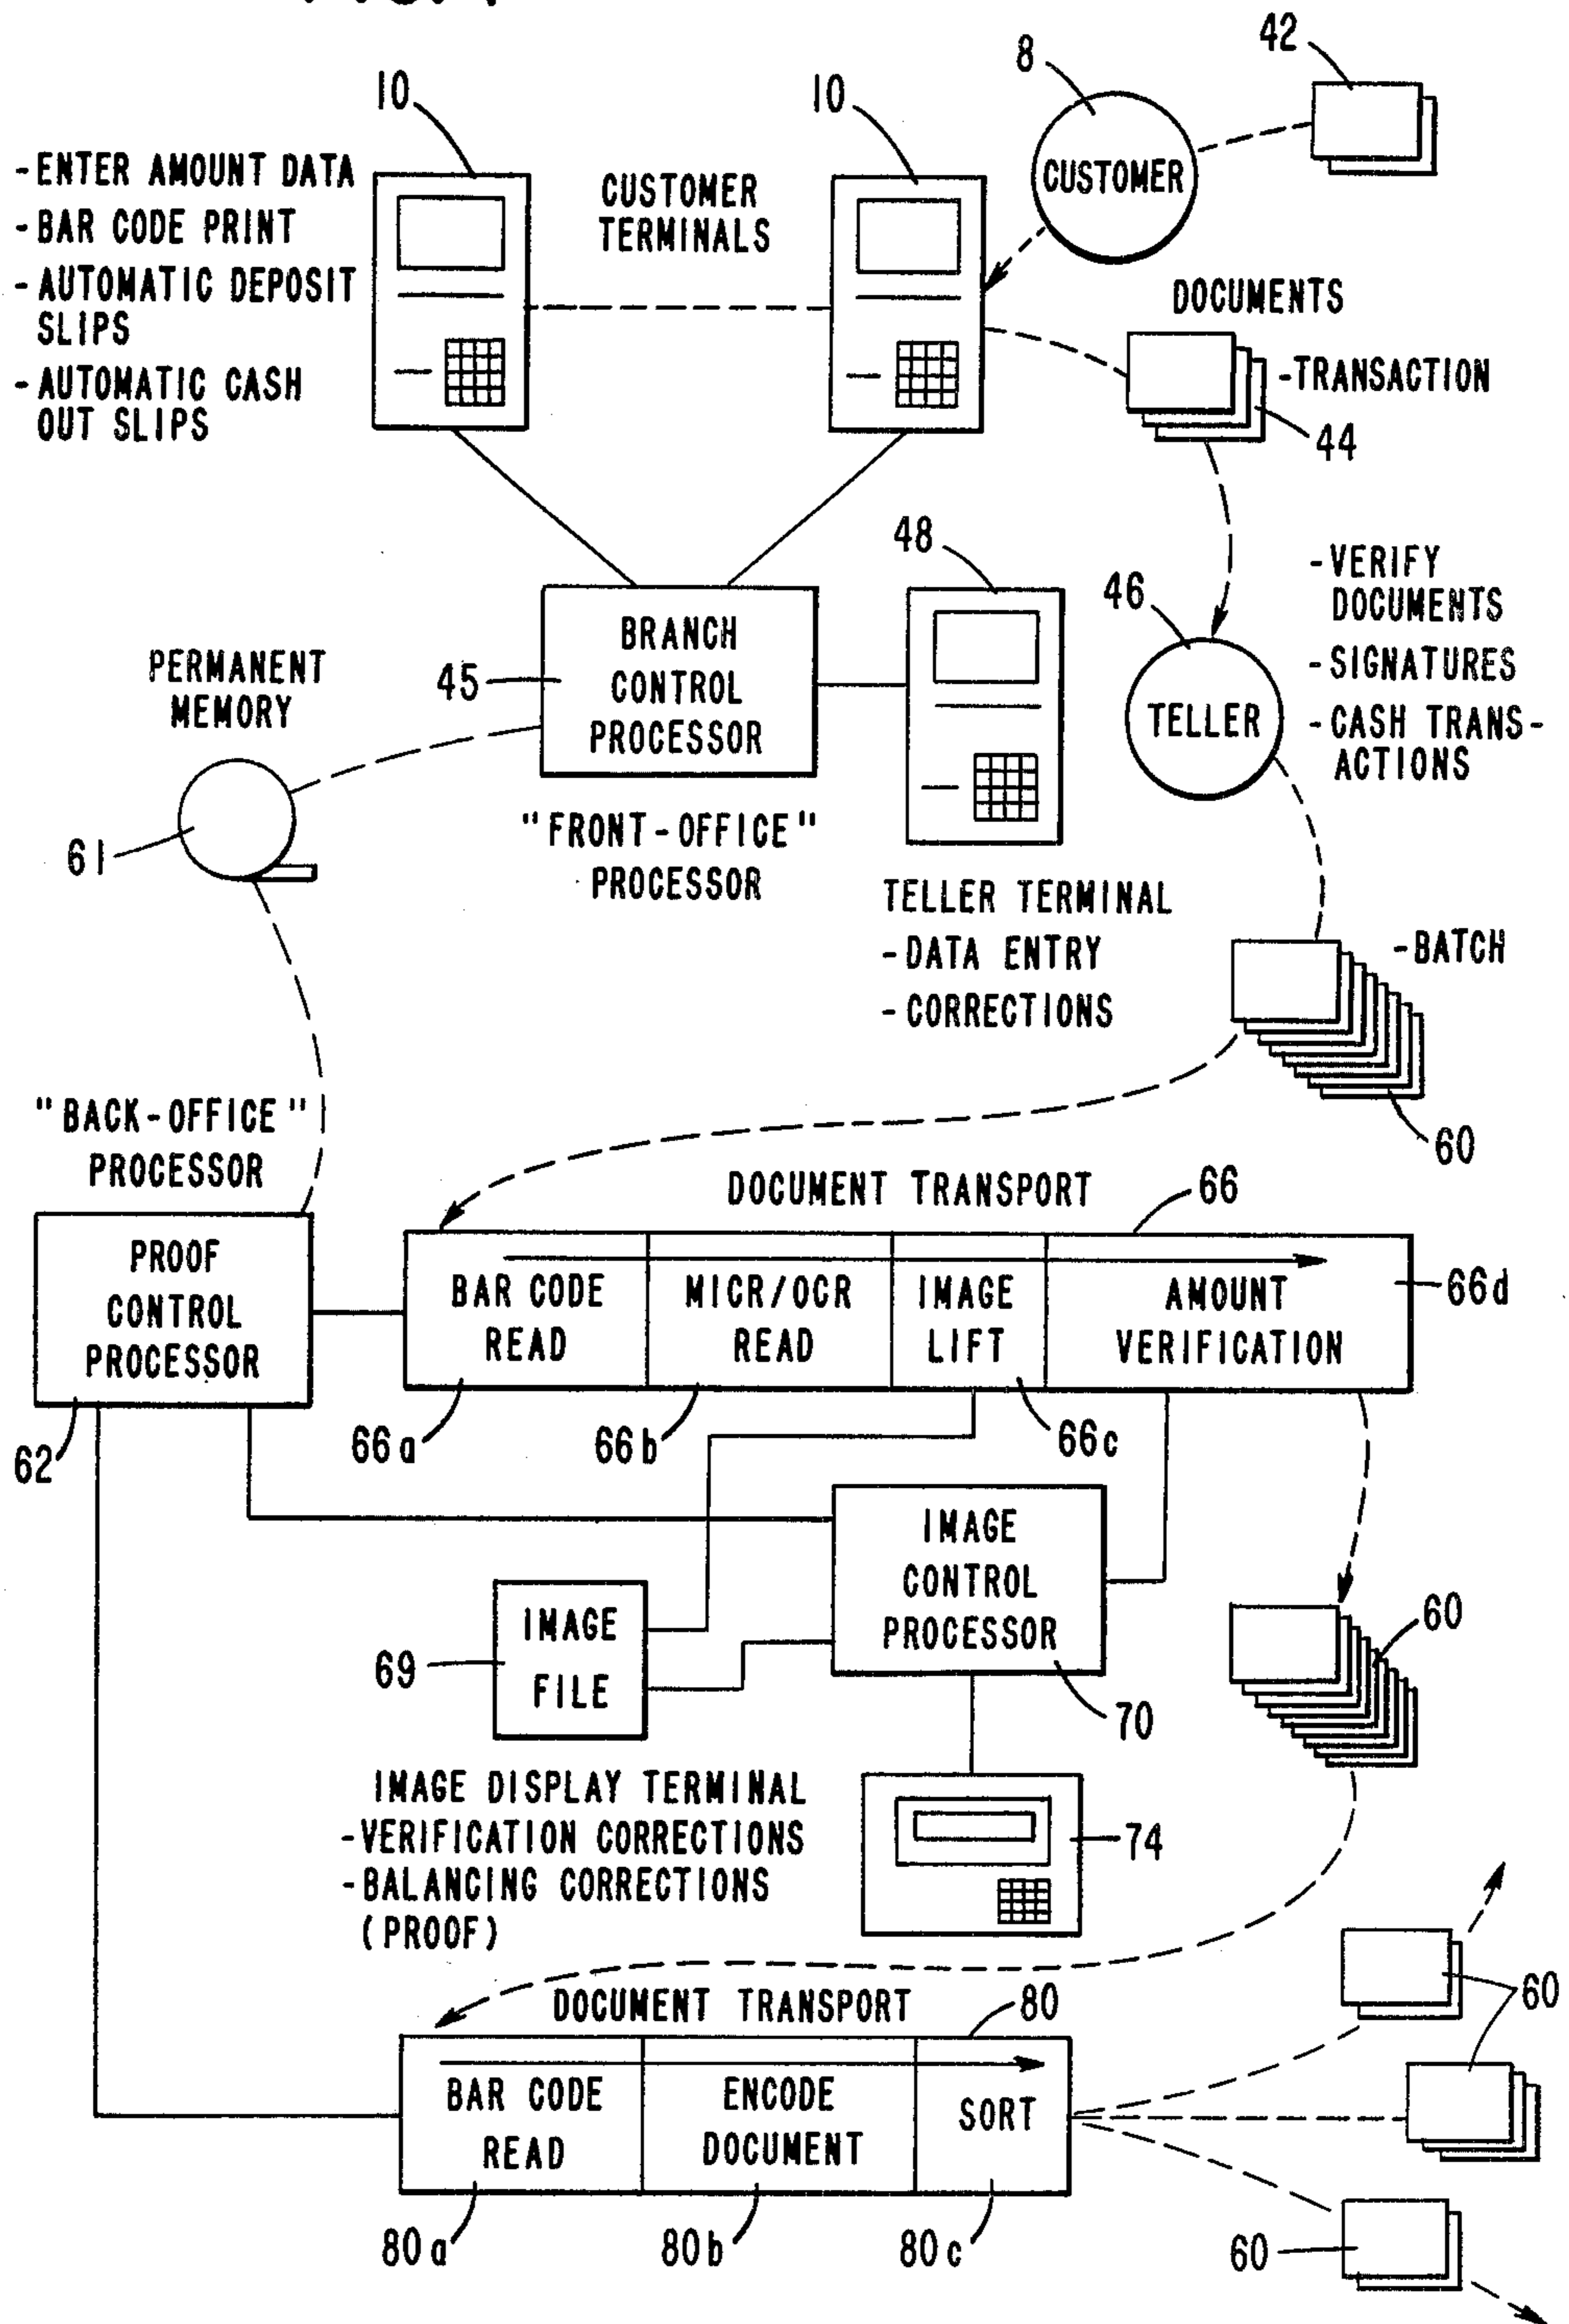 42
8
10
10
CUSTOMER
-ENTER AMOUNT DATA
-BAR CODE PRINT
-AUTOMATIC DEPOSIT
SLIPS
-AUTOMATIC CASH
OUT SLIPS
CUSTOMER
TERMINALS
DOCUMENTS
-TRANSACTION
44
48
46
-VERIFY
DOCUMENTS
-SIGNATURES
-CASH TRANS-
ACTIONS
TELLER
PERMANENT
MEMORY
45
BRANCH
CONTROL
PROCESSOR
61
"FRONT-OFFICE"
PROCESSOR
TELLER TERMINAL
-DATA ENTRY
-CORRECTIONS
-BATCH
60
"BACK-OFFICE"
PROCESSOR
DOCUMENT TRANSPORT
66
PROOF
CONTROL
PROCESSOR
BAR CODE
READ
MICR/OCR
READ
IMAGE
LIFT
AMOUNT
VERIFICATION
66d
62
66a
66b
66c
IMAGE
CONTROL
PROCESSOR
60
69
IMAGE
FILE
70
IMAGE DISPLAY TERMINAL
-VERIFICATION CORRECTIONS
-BALANCING CORRECTIONS
(PROOF)
74
DOCUMENT TRANSPORT
80
60
BAR CODE
READ
ENCODE
DOCUMENT
SORT
80a
80b
80c
60